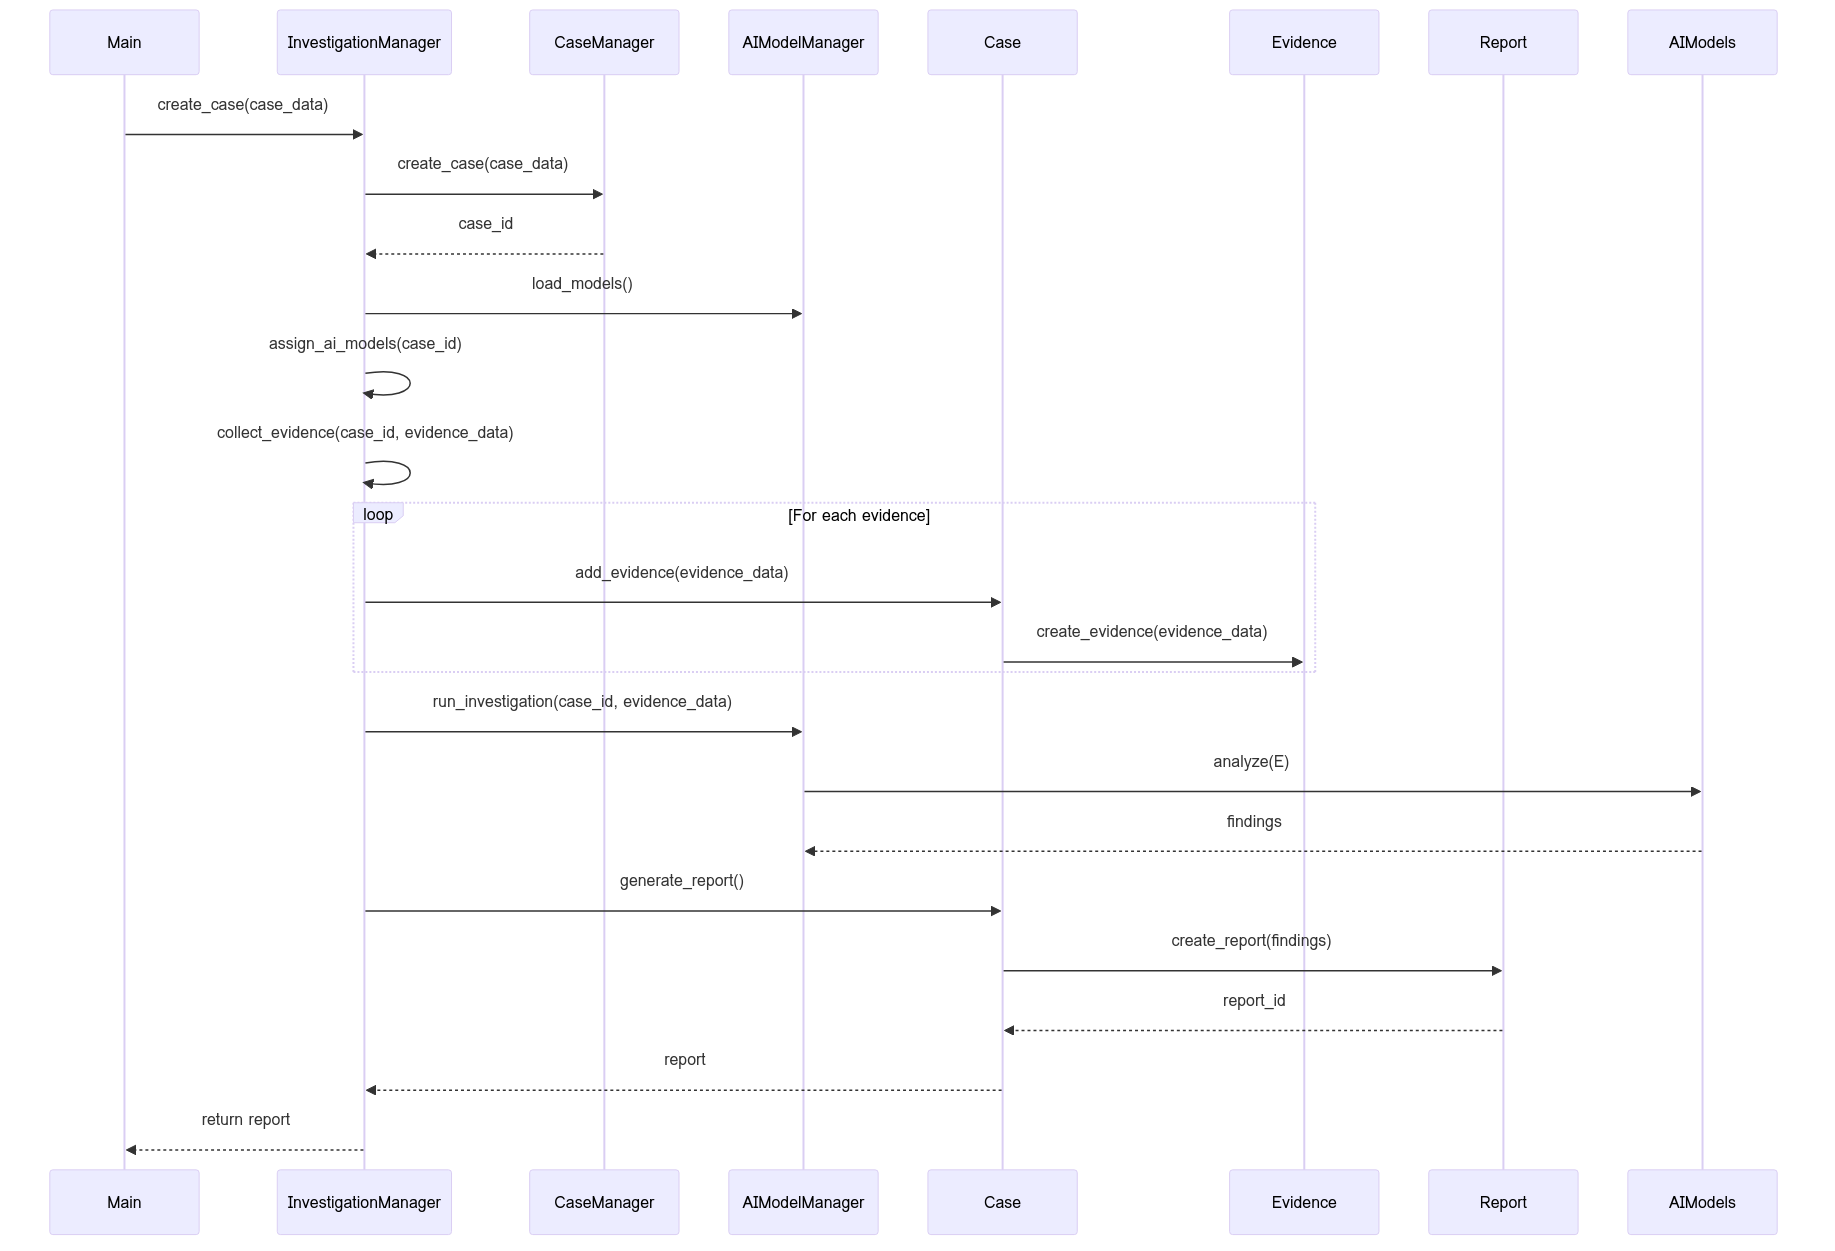 Main
InvestigationManager
CaseManager
AIModelManager
Case
Evidence
Report
AIModels
create_case(case_data)
create_case(case_data)
case_id
load_models()
assign_ai_models(case_id)
collect_evidence(case_id, evidence_data)
loop
[For each evidence]
add_evidence(evidence_data)
create_evidence(evidence_data)
run_investigation(case_id, evidence_data)
analyze(E)
findings
generate_report()
create_report(findings)
report_id
report
return report
Main
InvestigationManager
CaseManager
AIModelManager
Case
Evidence
Report
AIModels